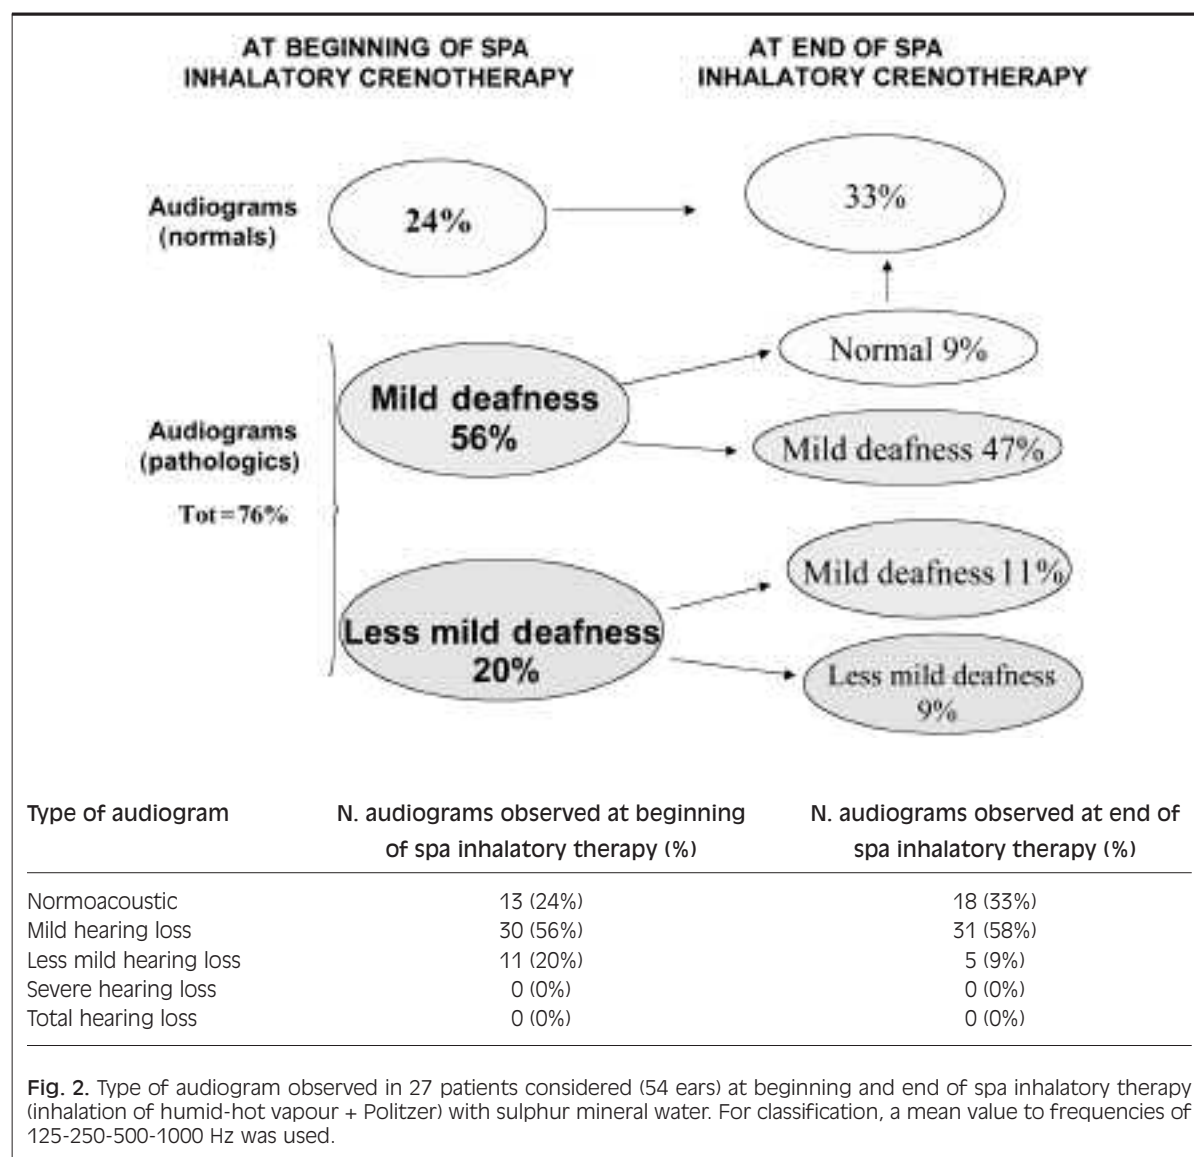 AT BEGINNING OF SPA
INHALATORY CRENOTHERAPY
AT END OF SPA
INHALATORY CRENOTHERAPY
Audiograms
(normals)
24%
33%
Normal 9%
Audiograms
(pathologics)
Tot = 76%
Mild deafness
56%
Mild deafness 47%
Less mild deafness
20%
Mild deafness 11%
Less mild deafness
9%
Type of audiogram N. audiograms observed at beginning N. audiograms observed at end of
of spa inhalatory therapy (%) spa inhalatory therapy (%)
Normoacoustic 13 (24%) 18 (33%)
Mild hearing loss 30 (56%) 31 (58%)
Less mild hearing loss 11 (20%) 5 (9%)
Severe hearing loss 0 (0%) 0 (0%)
Total hearing loss 0 (0%) 0 (0%)
Fig. 2. Type of audiogram observed in 27 patients considered (54 ears) at beginning and end of spa inhalatory therapy
(inhalation of humid-hot vapour + Politzer) with sulphur mineral water. For classification, a mean value to frequencies of
125-250-500-1000 Hz was used.